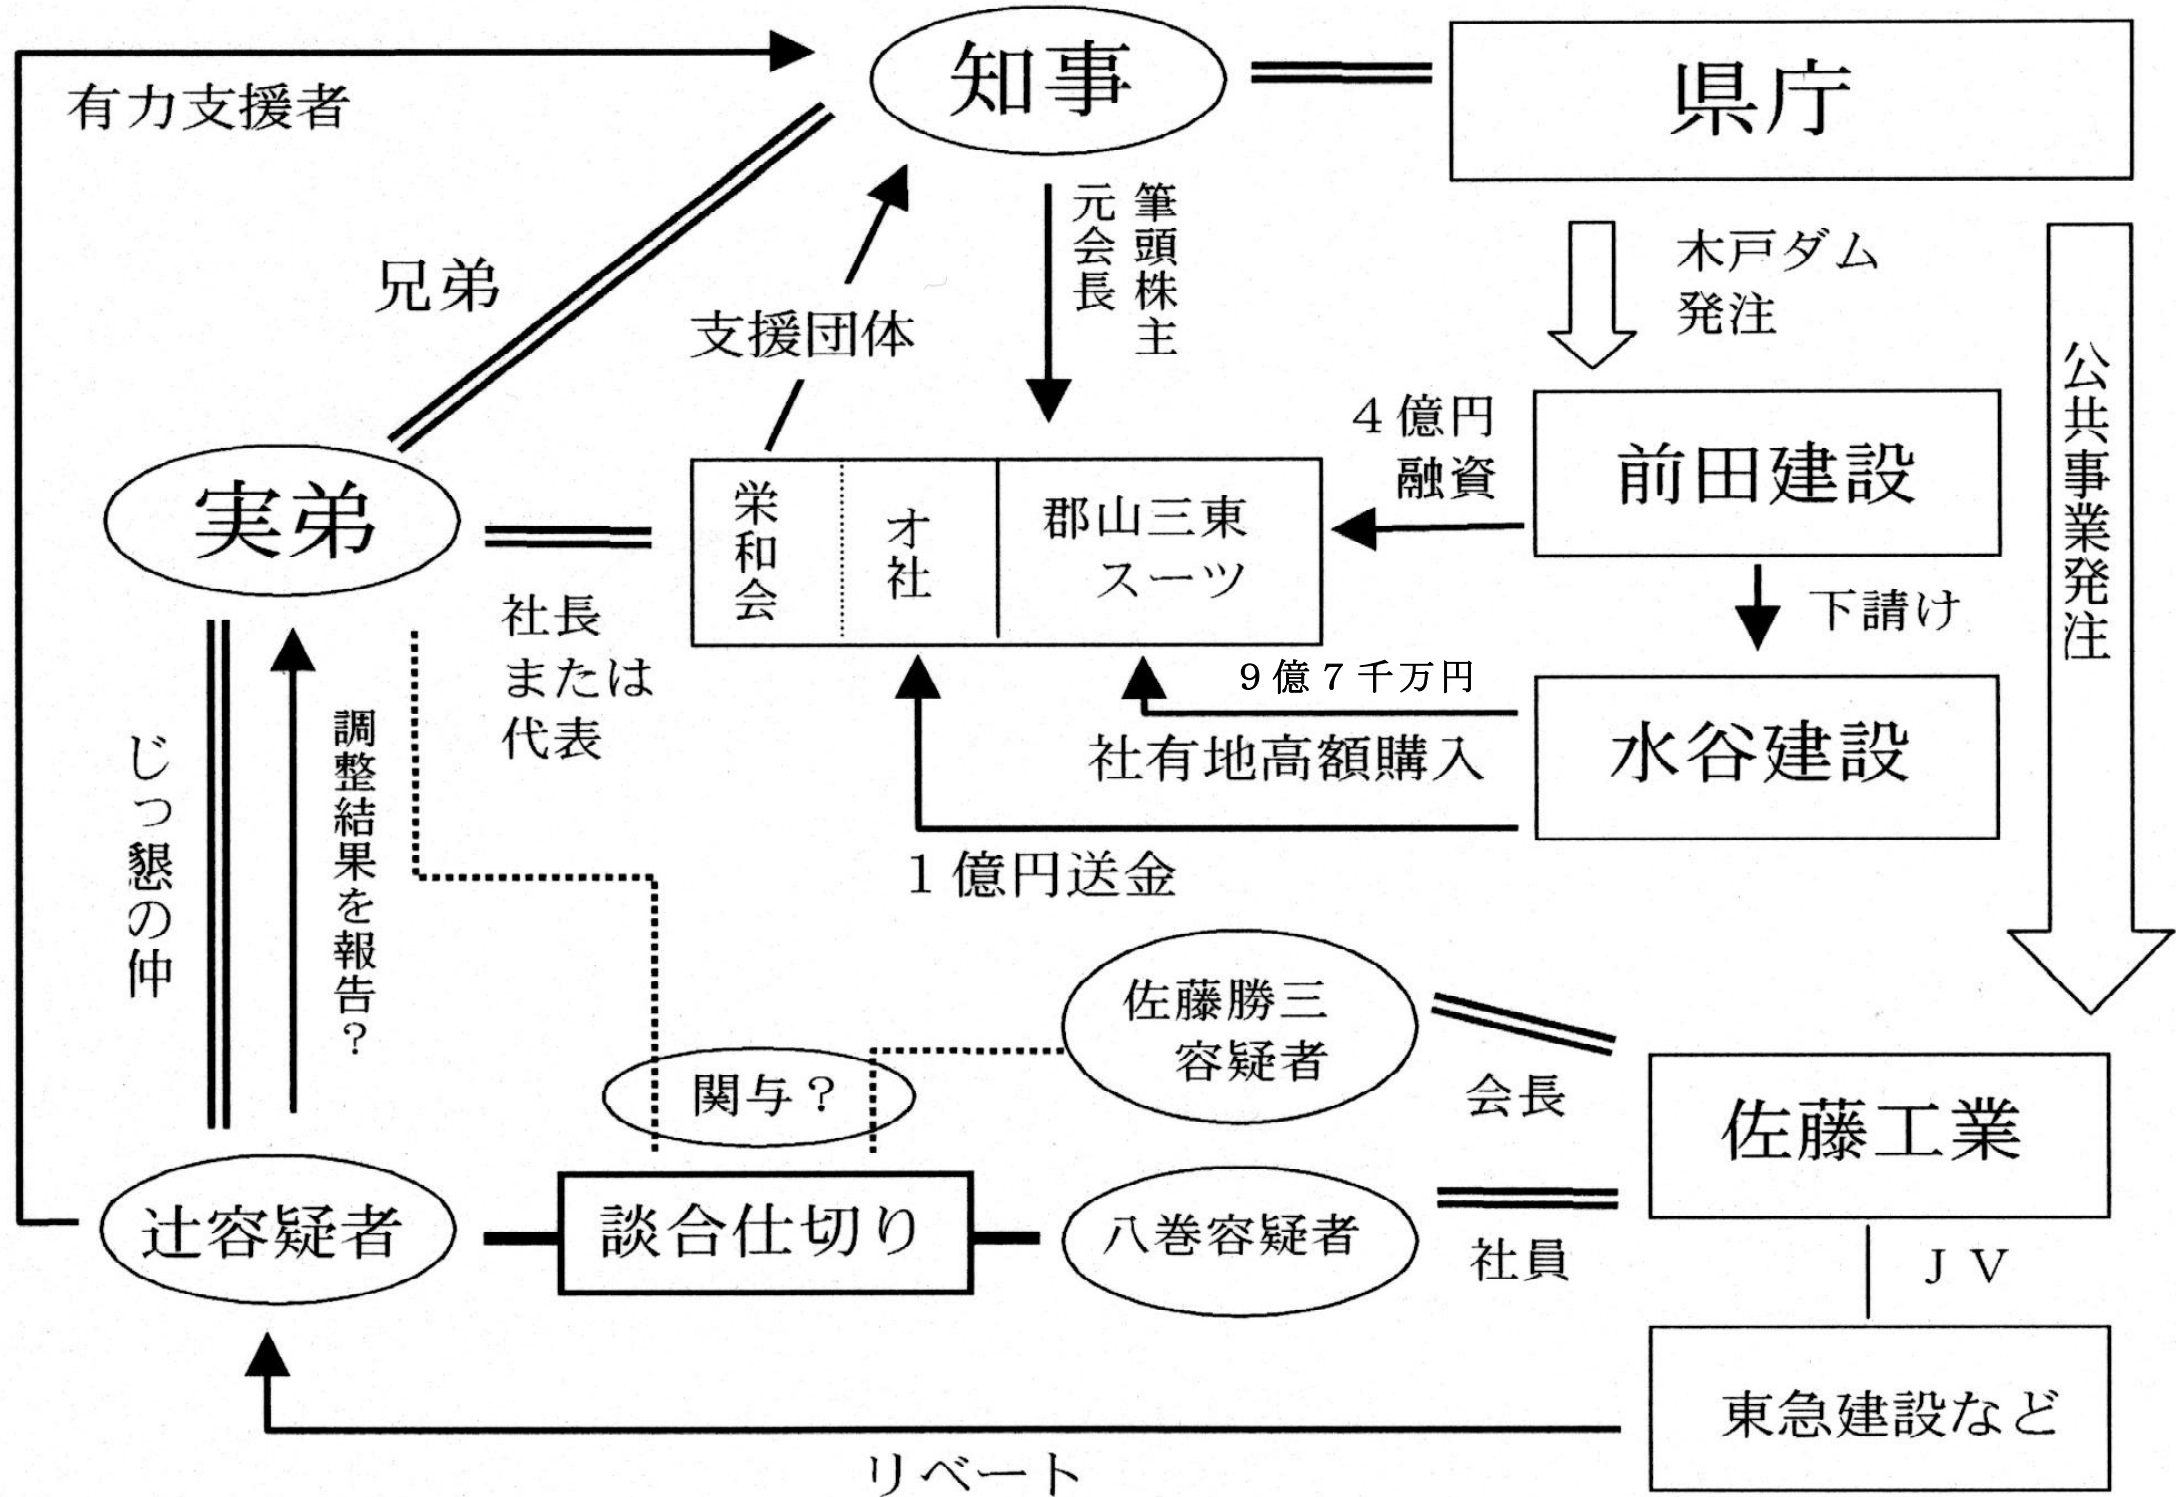 知事
県庁
有力支援者
筆頭株主
元会長
木戸ダム
発注
兄弟
支援団体
公共事業発注
4億円
融資
前田建設
実弟
栄和会
オ社
郡山三東
スーツ
下請け
社長
または
代表
9億7千万円
水谷建設
社有地高額購入
1億円送金
じっ懇の仲
調整結果を報告?
佐藤勝三
容疑者
関与?
会長
佐藤工業
辻容疑者
談合仕切り
八巻容疑者
社員
JV
東急建設など
リベート